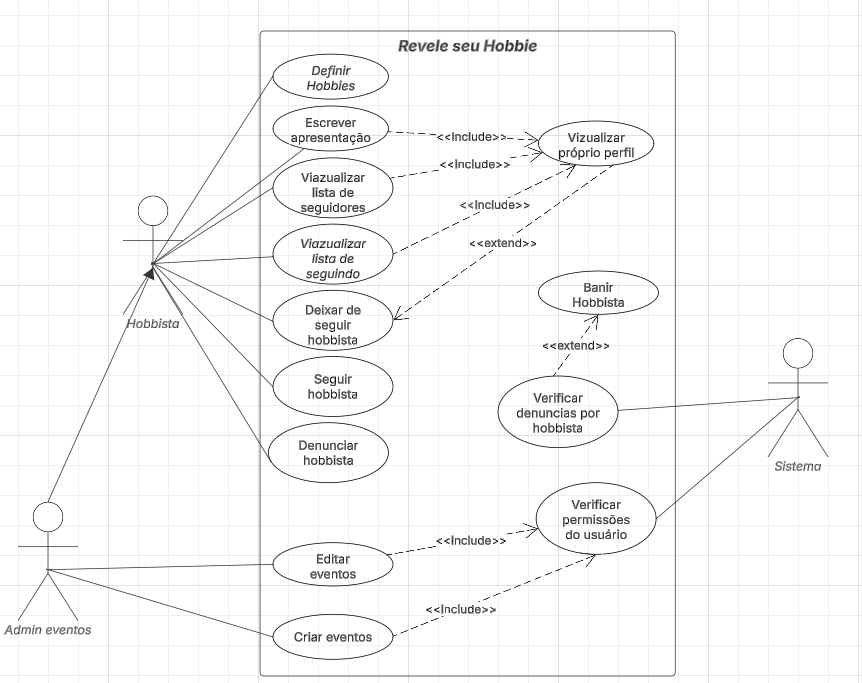 Revele seu Hobbie
Definir
Hobbies
Escrever
apresentação
<<Include>>
Vizualizar
próprio perfil
<<Include>>
Viazualizar
lista de
seguidores
<<Include>>
Viazualizar
lista de
seguindo
<<extend>>
Hobbista
Deixar de
seguir
hobbista
Banir
Hobbista
<<extend>>
Seguir
hobbista
Verificar
denuncias por
hobbista
Denunciar
hobbista
Sistema
Verificar
permissões
do usuário
<<Include>>
Editar
eventos
<<Include>>
Criar eventos
Admin eventos